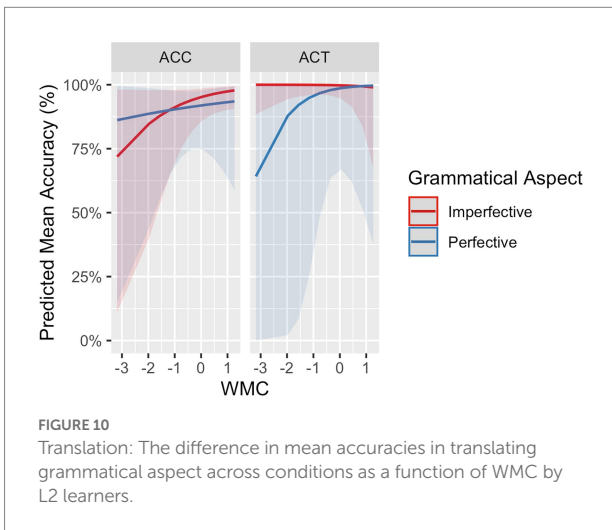 ACC
ACT
Predicted Mean Accuracy (%)
100%
75%
50%
25%
0%
-3 -2 -1 0 1
-3 -2 -1 0 1
WMC
Grammatical Aspect
Imperfective
Perfective
FIGURE 10
Translation: The difference in mean accuracies in translating
grammatical aspect across conditions as a function of WMC by
L2 learners.